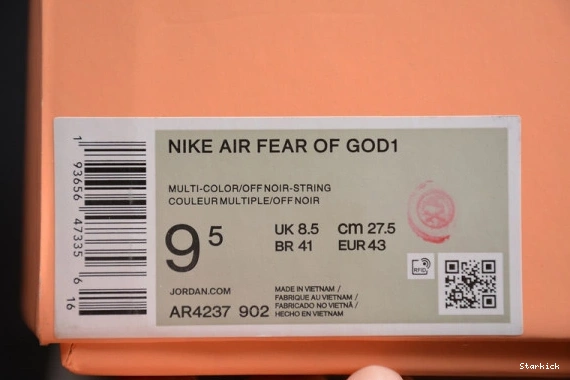 NIKE AIR FEAR OF GOD1
MULTI-COLOR/OFF NOIR-STRING
COULEUR MULTIPLE/OFF NOIR
9 5
UK 8.5 cm 27.5
BR 41 EUR 43
RFID
JORDAN.COM
AR4237 902
MADE IN VIETNAM /
FABRIQUE AU VIETNAM /
FABRICADO NO VIETNÃ /
HECHO EN VIETNAM
1 93656 47335 6 16
Starkick